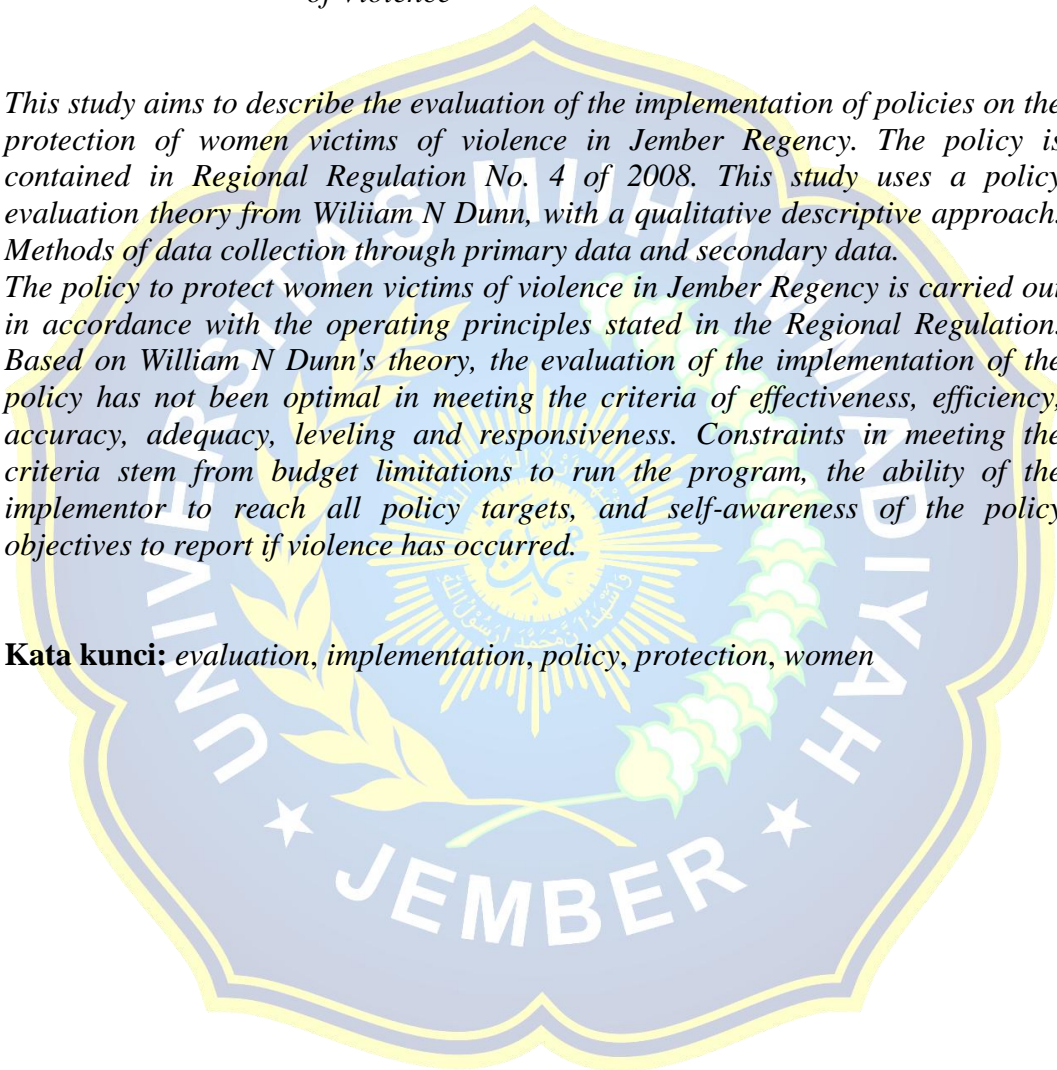 of Violence
This study aims to describe the evaluation of the implementation of policies on the
protection of women victims of violence in Jember Regency. The policy is
contained in Regional Regulation No. 4 of 2008. This study uses a policy
evaluation theory from Wiliiam N Dunn, with a qualitative descriptive approach.
Methods of data collection through primary data and secondary data.
The policy to protect women victims of violence in Jember Regency is carried out
in accordance with the operating principles stated in the Regional Regulation.
Based on William N Dunn's theory, the evaluation of the implementation of the
policy has not been optimal in meeting the criteria of effectiveness, efficiency,
accuracy, adequacy, leveling and responsiveness. Constraints in meeting the
criteria stem from budget limitations to run the program, the ability of the
implementor to reach all policy targets, and self-awareness of the policy
objectives to report if violence has occurred.
Kata kunci: evaluation, implementation, policy, protection, women
UNIVERSITAS MUHAMMADIYAH
JEMBER